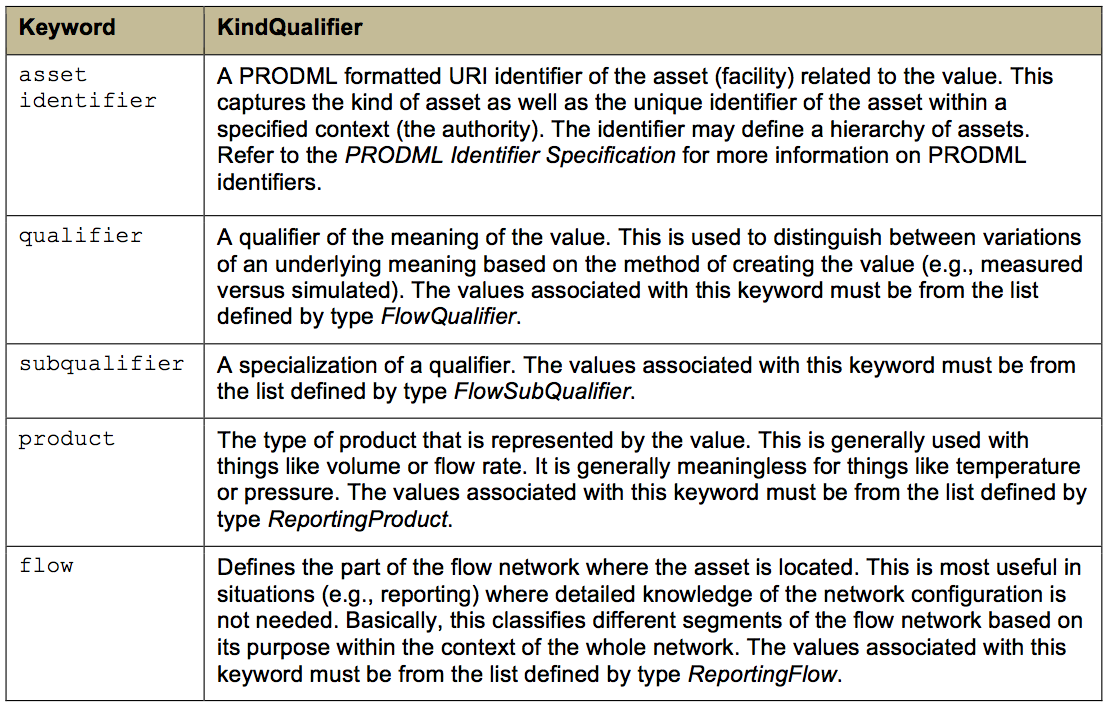 Keyword
KindQualifier
asset
identifier
A PRODML formatted URI identifier of the asset (facility) related to the value. This
captures the kind of asset as well as the unique identifier of the asset within a
specified context (the authority). The identifier may define a hierarchy of assets.
Refer to the PRODML Identifier Specification for more information on PRODML
identifiers.
qualifier
A qualifier of the meaning of the value. This is used to distinguish between variations
of an underlying meaning based on the method of creating the value (e.g., measured
versus simulated). The values associated with this keyword must be from the list
defined by type FlowQualifier.
subqualifier
A specialization of a qualifier. The values associated with this keyword must be from
the list defined by type FlowSubQualifier.
product
The type of product that is represented by the value. This is generally used with
things like volume or flow rate. It is generally meaningless for things like temperature
or pressure. The values associated with this keyword must be from the list defined by
type ReportingProduct.
flow
Defines the part of the flow network where the asset is located. This is most useful in
situations (e.g., reporting) where detailed knowledge of the network configuration is
not needed. Basically, this classifies different segments of the flow network based on
its purpose within the context of the whole network. The values associated with this
keyword must be from the list defined by type ReportingFlow.